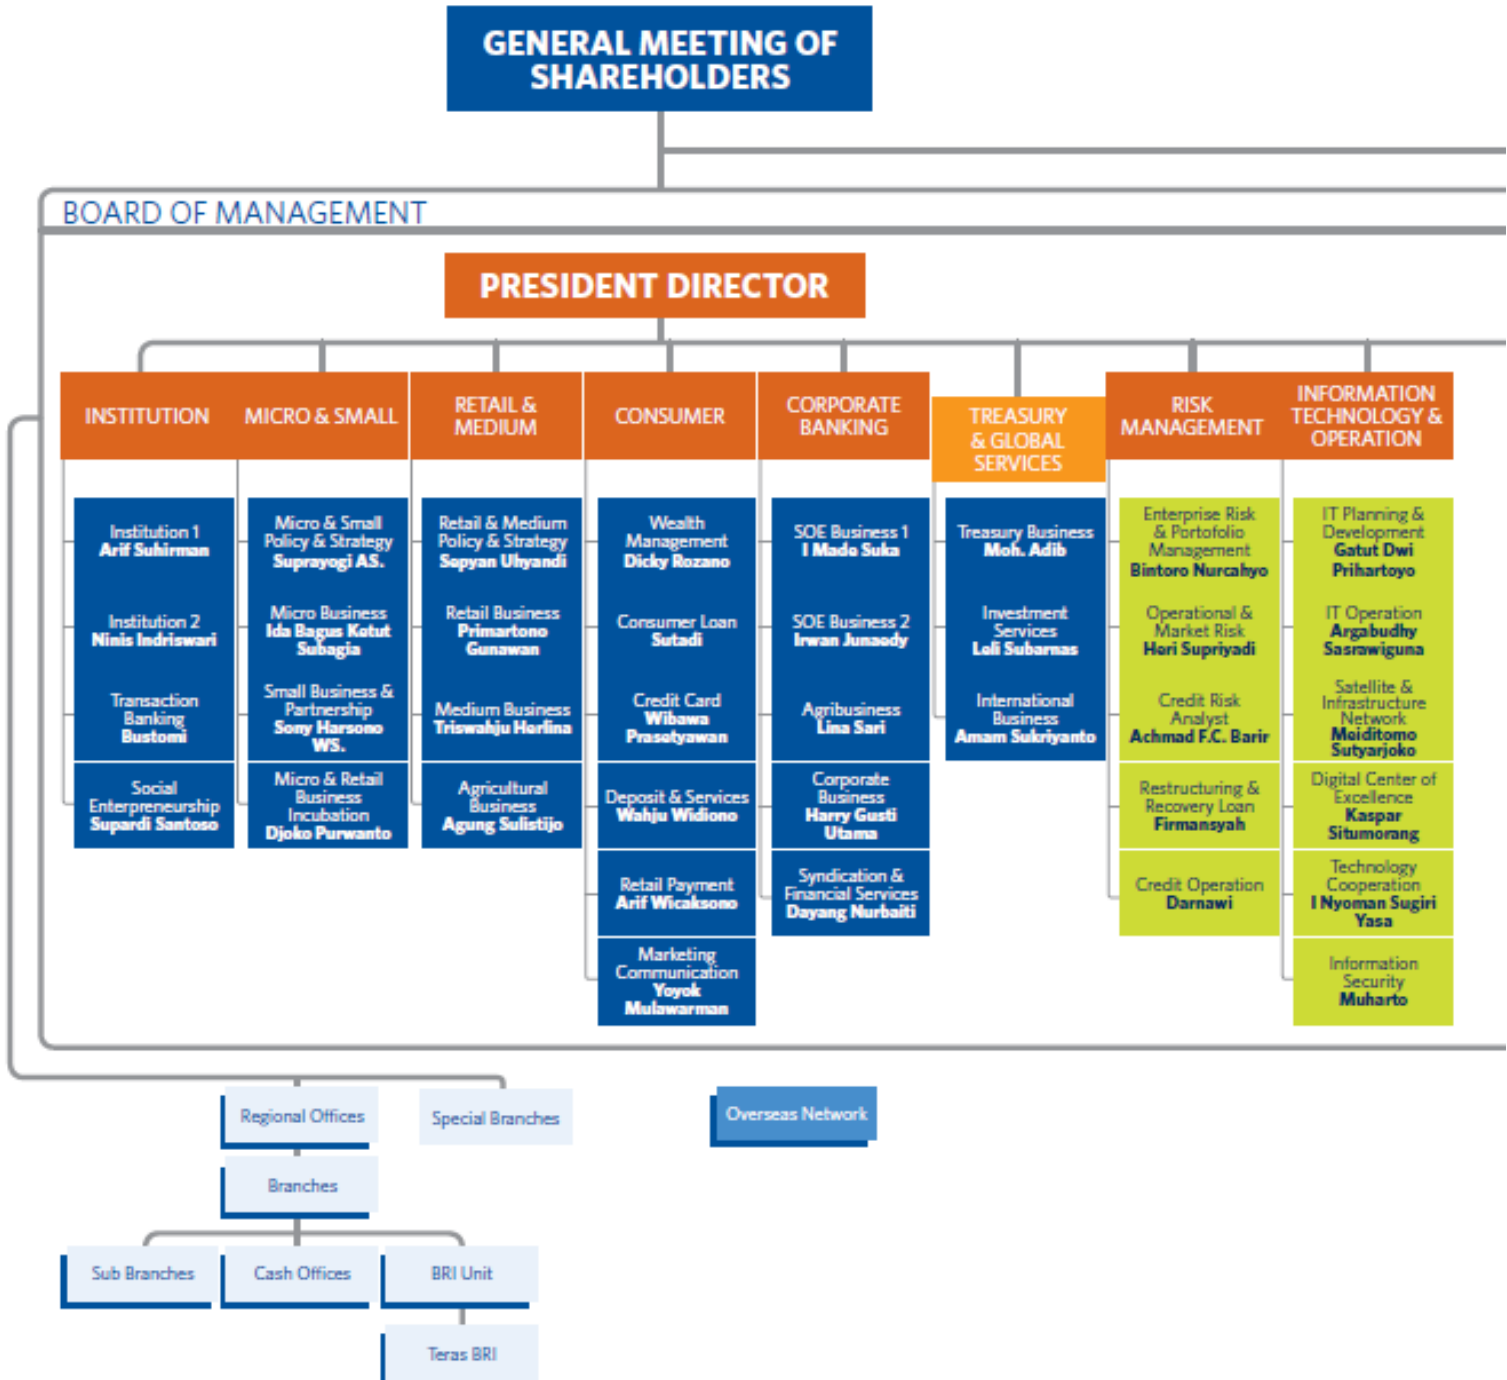 GENERAL MEETING OF
SHAREHOLDERS
BOARD OF MANAGEMENT
PRESIDENT DIRECTOR
INSTITUTION
Institution 1
Arif Suhirman
Institution 2
Ninis Indriswari
Transaction
Banking
Bustomi
Social
Enterpreneurship
Supardi Santoso
MICRO & SMALL
Micro & Small
Policy & Strategy
Suprayogi A.S.
Micro Business
Ida Bagus Ketut
Subagia
Small Business &
Partnership
Sony Harsono
WS.
Micro & Retail
Business
Incubation
Djoko Purwanto
RETAIL &
MEDIUM
Retail & Medium
Policy & Strategy
Sepyan Uhyandi
Retail Business
Primartono
Gunawan
Medium Business
Triswahju Herlina
Agricultural
Business
Agung Sulistijo
CONSUMER
Wealth
Management
Dicky Rozano
Consumer Loan
Sutadi
Credit Card
Wibawa
Prasetyawan
Deposit & Services
Wahju Widiono
Retail Payment
Arif Wicaksono
Marketing
Communication
Yoyok
Mulawarman
CORPORATE
BANKING
SOE Business 1
I Made Suka
SOE Business 2
Irwan Junaedy
Agribusiness
Lina Sari
Corporate
Business
Harry Gusti
Utama
Syndication &
Financial Services
Dayang Nurbaiti
TREASURY
& GLOBAL
SERVICES
Treasury Business
Moh. Adib
Investment
Services
Leli Subarnas
International
Business
Amam Sukriyanto
RISK
MANAGEMENT
Enterprise Risk
& Portofolio
Management
Bintoro Nurcahyo
Operational &
Market Risk
Heri Supriyadi
Credit Risk
Analyst
Achmad F.C. Barir
Restructuring &
Recovery Loan
Firmansyah
Credit Operation
Darnawi
INFORMATION
TECHNOLOGY &
OPERATION
IT Planning &
Development
Gatut Dwi
Prihartoyo
IT Operation
Argabudhy
Sasrawiguna
Satellite &
Infrastructure
Network
Meiditomo
Sutyarjoko
Digital Center of
Excellence
Kaspar
Situmorang
Technology
Cooperation
I Nyoman Sugiri
Yasa
Information
Security
Muharto
Regional Offices
Special Branches
Overseas Network
Branches
Sub Branches
Cash Offices
BRI Unit
Teras BRI